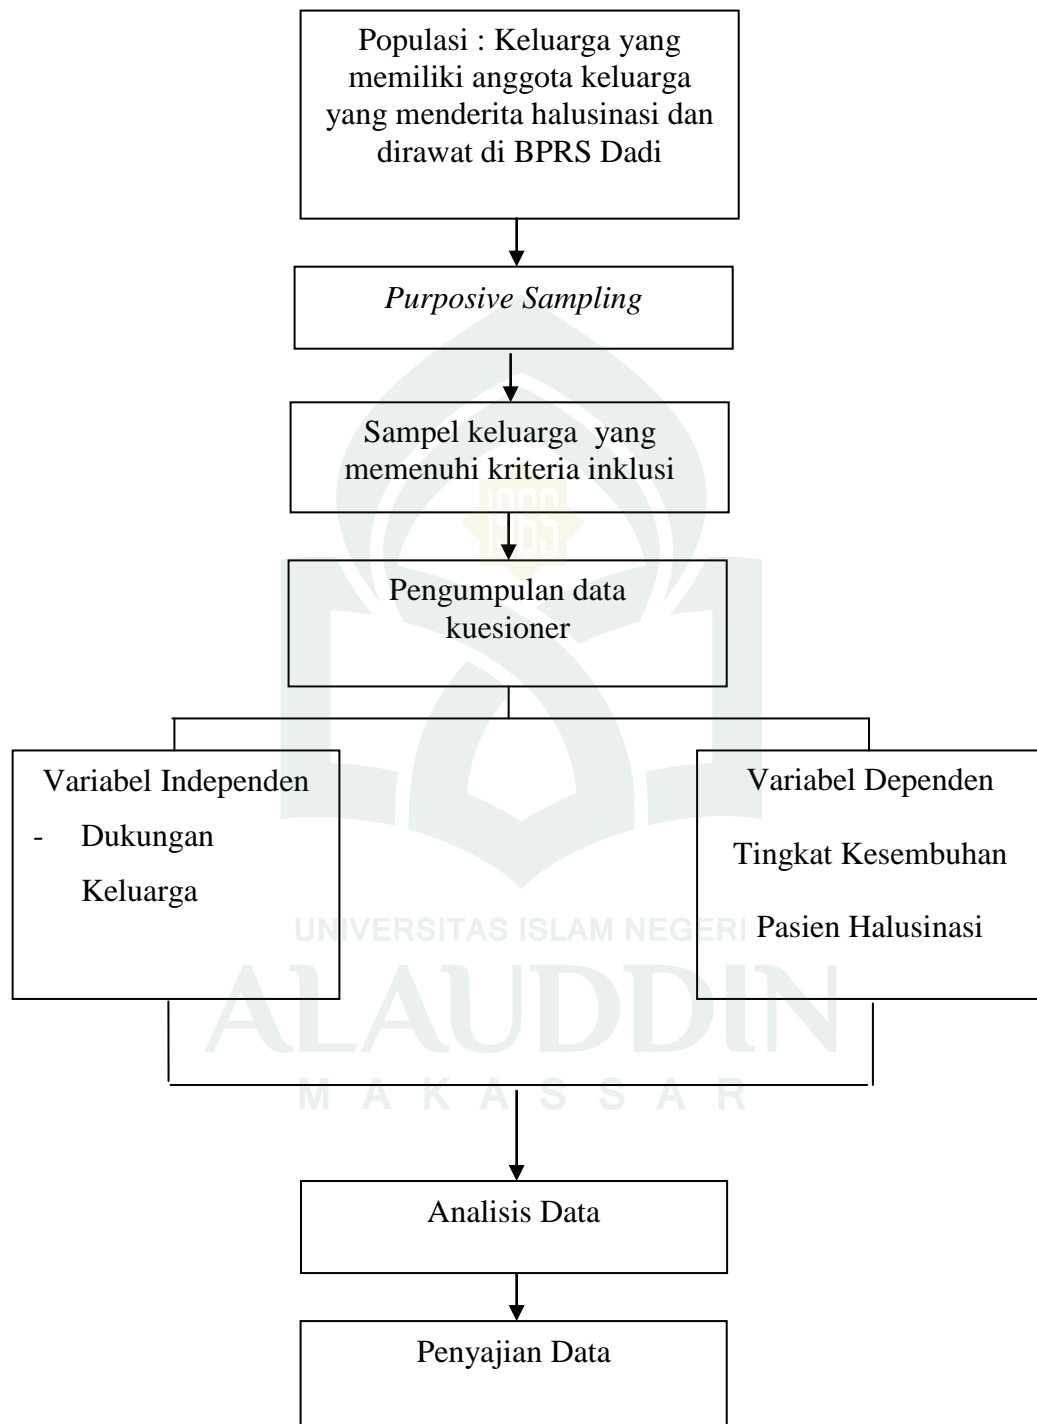 Populasi : Keluarga yang
memiliki anggota keluarga
yang menderita halusinasi dan
dirawat di BPRS Dadi
Purposive Sampling
Sampel keluarga yang
memenuhi kriteria inklusi
1965
Pengumpulan data
kuesioner
Variabel Independen
- Dukungan
Keluarga
Variabel Dependen
Tingkat Kesembuhan
Pasien Halusinasi
UNIVERSITAS ISLAM NEGERI
ALAUDDIN
MAKASSAR
Analisis Data
Penyajian Data